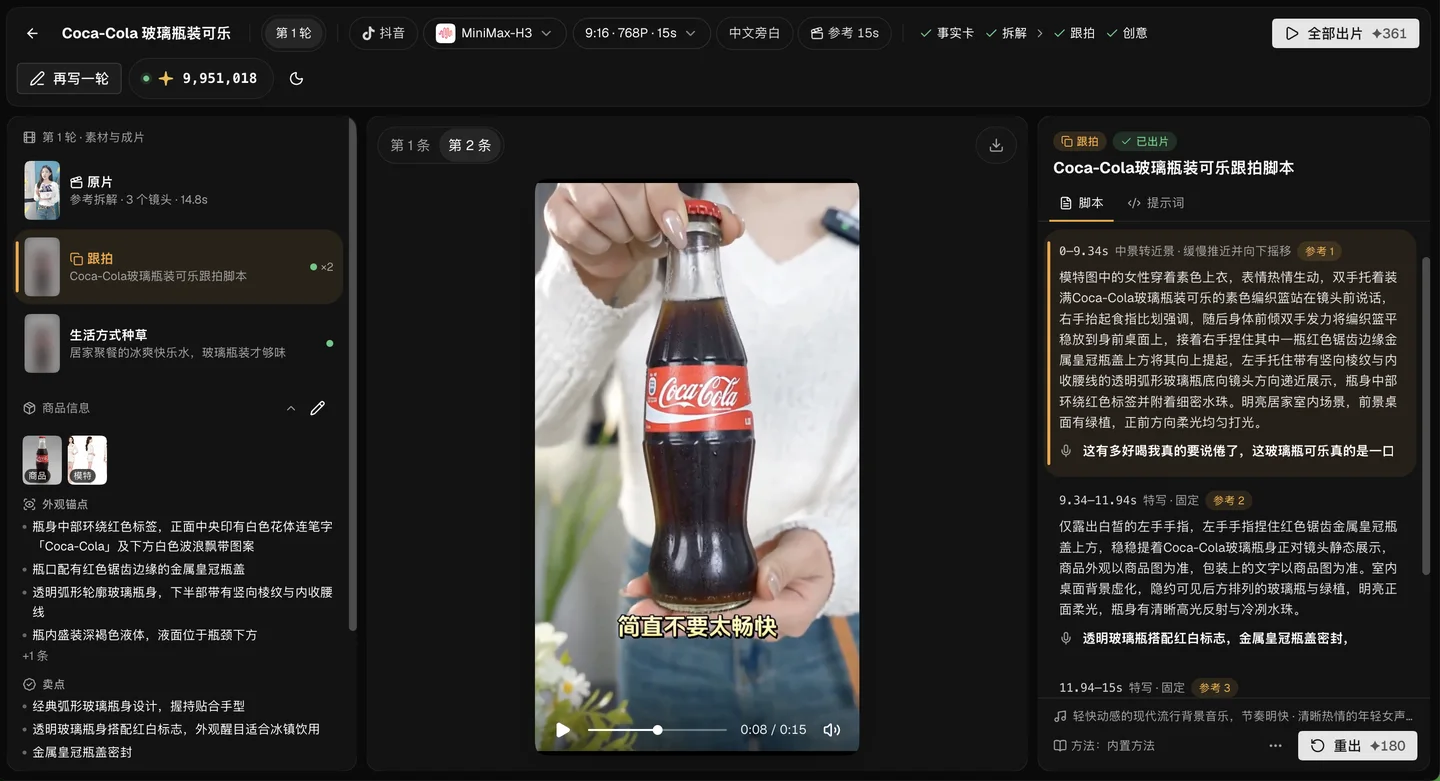 Coca-Cola 玻璃瓶装可乐
第 1 轮
抖音
MiniMax-H3
9:16 · 768P · 15s
中文旁白
参考 15s
事实卡
拆解
跟拍
创意
全部出片 361
再写一轮
9,951,018
第 1 轮 · 素材与成片
原片
参考拆解 · 3 个镜头 · 14.8s
跟拍
Coca-Cola玻璃瓶装可乐跟拍脚本
×2
生活方式种草
居家聚餐的冰爽快乐水，玻璃瓶装才够味
商品信息
商品
模特
外观锚点
瓶身中部环绕红色标签，正面中央印有白色花体连笔字
「Coca-Cola」及下方白色波浪飘带图案
瓶口配有红色锯齿边缘的金属皇冠瓶盖
透明弧形轮廓玻璃瓶身，下半部带有竖向棱纹与内收腰
线
瓶内盛装深褐色液体，液面位于瓶颈下方
+1 条
卖点
经典弧形玻璃瓶身设计，握持贴合手型
透明玻璃瓶身搭配红白标志，外观醒目适合冰镇饮用
金属皇冠瓶盖密封
第 1 条
第 2 条
Coca-Cola
简直不要太畅快
0:08 / 0:15
跟拍
已出片
Coca-Cola玻璃瓶装可乐跟拍脚本
脚本
提示词
0–9.34s 中景转近景 · 缓慢推近并向下摇移 参考 1
模特图中的女性穿着素色上衣，表情热情生动，双手托着装
满Coca-Cola玻璃瓶装可乐的素色编织篮站在镜头前说话，
右手抬起食指比划强调，随后身体前倾双手发力将编织篮平
稳放到身前桌面上，接着右手捏住其中一瓶红色锯齿边缘金
属皇冠瓶盖上方将其向上提起，左手托住带有竖向棱纹与内
收腰线的透明弧形玻璃瓶底向镜头方向递近展示，瓶身中部
环绕红色标签并附着细密水珠。明亮居家室内场景，前景桌
面有绿植，正前方向柔光均匀打光。
这有多好喝我真的要说倦了，这玻璃瓶可乐真的是一口
9.34–11.94s 特写 · 固定 参考 2
仅露出白皙的左手手指，左手手指捏住红色锯齿金属皇冠瓶
盖上方，稳稳提着Coca-Cola玻璃瓶身正对镜头静态展示，
商品外观以商品图为准，包装上的文字以商品图为准。室内
桌面背景虚化，隐约可见后方排列的玻璃瓶与绿植，明亮正
面柔光，瓶身有清晰高光反射与冷冽水珠。
透明玻璃瓶搭配红白标志，金属皇冠瓶盖密封，
11.94–15s 特写 · 固定 参考 3
轻快动感的现代流行背景音乐，节奏明快 · 清晰热情的年轻女声…
方法：内置方法
重出 180